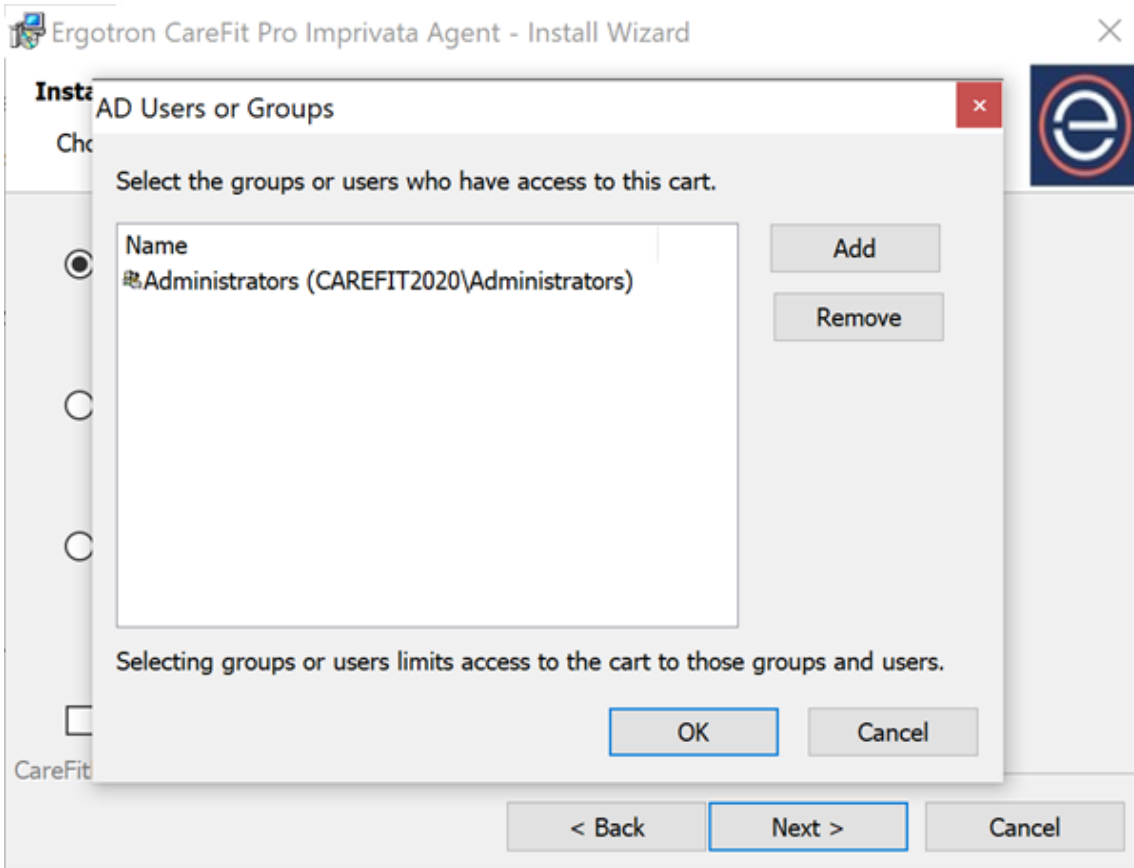 Ergotron CareFit Pro Imprivata Agent - Install Wizard
Insta
Cho
AD Users or Groups
Select the groups or users who have access to this cart.
Name
Administrators (CAREFIT2020\Administrators)
Add
Remove
Selecting groups or users limits access to the cart to those groups and users.
OK
Cancel
CareFit
< Back
Next >
Cancel